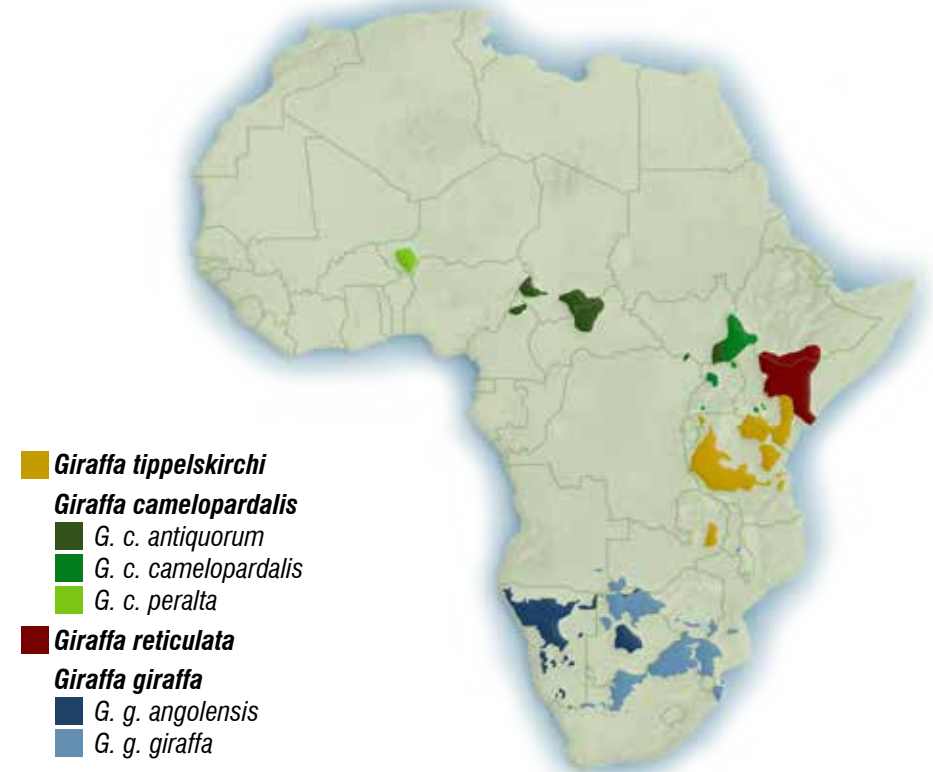 Giraffa tippelskirchi
Giraffa camelopardalis
G. c. antiquorum
G. c. camelopardalis
G. c. peralta
Giraffa reticulata
Giraffa giraffa
G. g. angolensis
G. g. giraffa